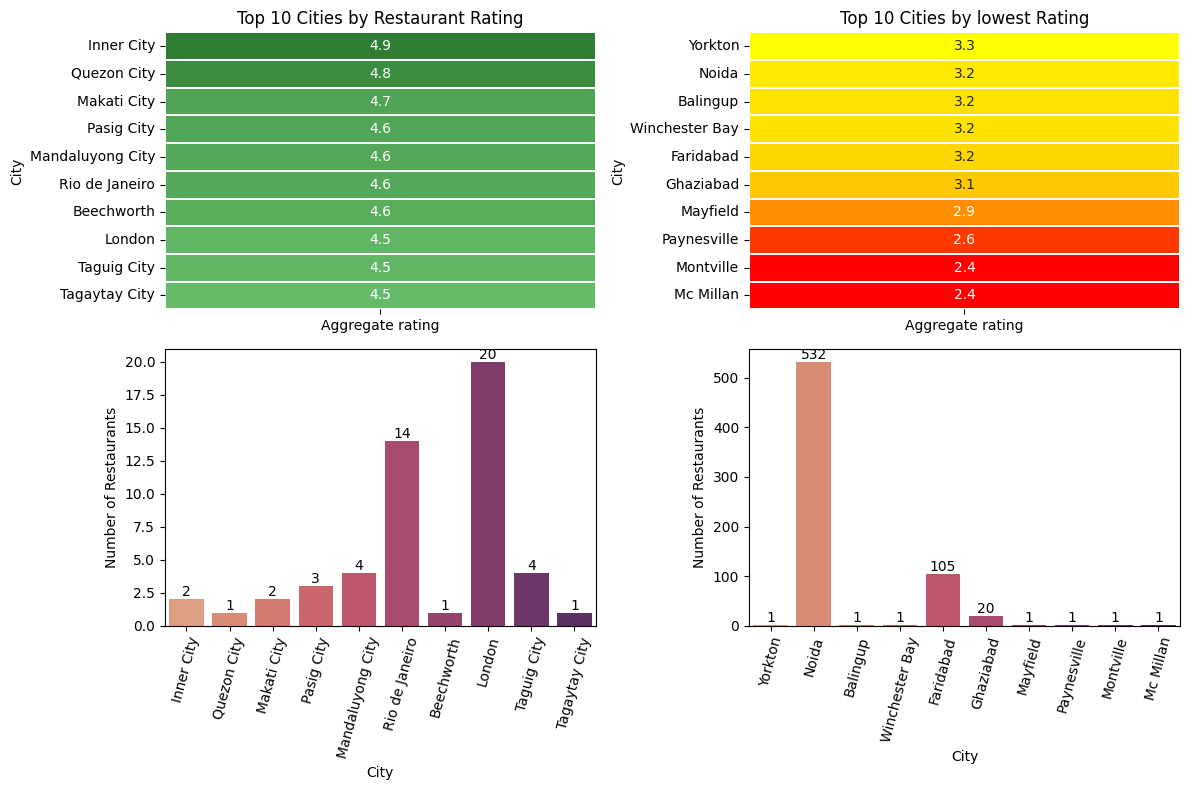 Top 10 Cities by Restaurant Rating
City
Inner City 4.9
Quezon City 4.8
Makati City 4.7
Pasig City 4.6
Mandaluyong City 4.6
Rio de Janeiro 4.6
Beechworth 4.6
London 4.5
Taguig City 4.5
Tagaytay City 4.5
Aggregate rating
Top 10 Cities by lowest Rating
City
Yorkton 3.3
Noida 3.2
Balingup 3.2
Winchester Bay 3.2
Faridabad 3.2
Ghaziabad 3.1
Mayfield 2.9
Paynesville 2.6
Montville 2.4
Mc Millan 2.4
Aggregate rating
Number of Restaurants
20.0
17.5
15.0
12.5
10.0
7.5
5.0
2.5
0.0
2
1
2
3
4
14
1
20
4
1
Inner City
Quezon City
Makati City
Pasig City
Mandaluyong City
Rio de Janeiro
Beechworth
London
Taguig City
Tagaytay City
City
Number of Restaurants
500
400
300
200
100
0
1
532
1
1
105
20
1
1
1
1
Yorkton
Noida
Balingup
Winchester Bay
Faridabad
Ghaziabad
Mayfield
Paynesville
Montville
Mc Millan
City